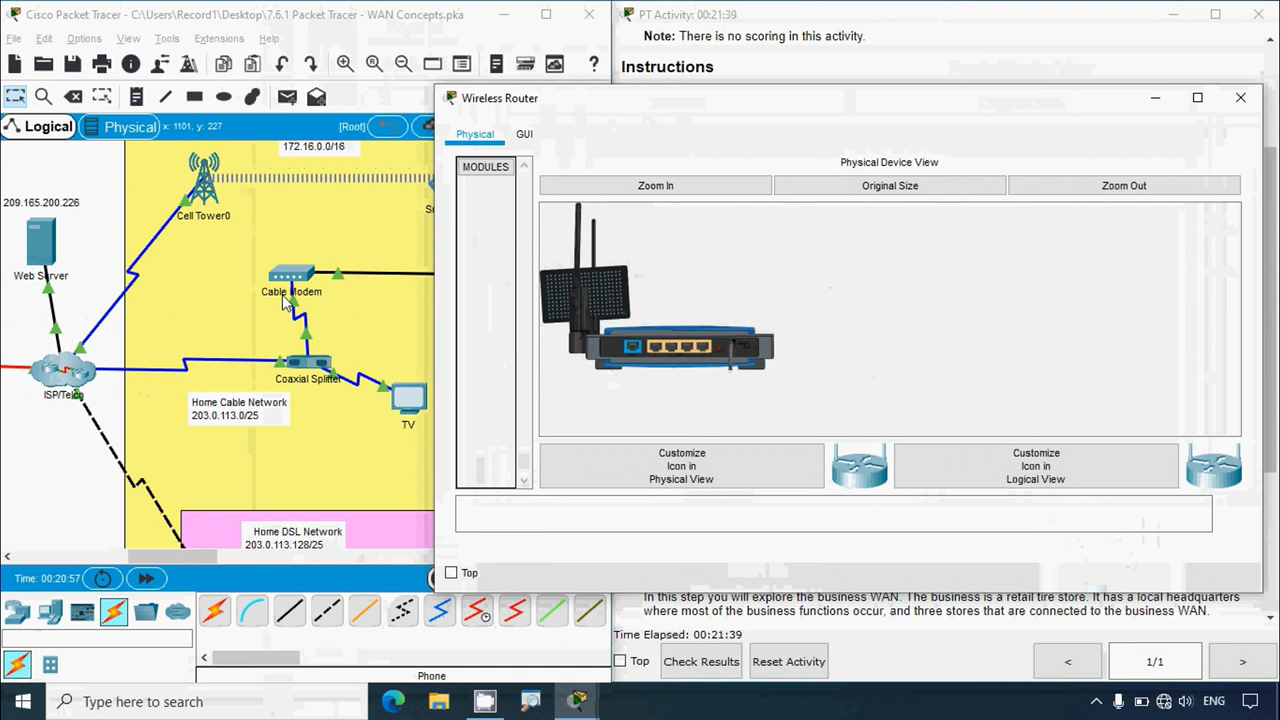 Cisco Packet Tracer - C:\Users\Record1\Desktop\7.6.1 Packet Tracer - WAN Concepts.pka
File Edit Options View Tools Extensions Help
Logical Physical x: 1101, y: 227 [Root]
172.16.0.0/16
Cell Tower0
209.165.200.226
Web Server
Cable Modem
ISP/Telco
Coaxial Splitter
TV
Home Cable Network
203.0.113.0/25
Home DSL Network
203.0.113.128/25
Time: 00:20:57
Phone
PT Activity: 00:21:39
Note: There is no scoring in this activity.
Instructions
Wireless Router
Physical GUI
MODULES
Physical Device View
Zoom In Original Size Zoom Out
Customize
Icon in
Physical View
Customize
Icon in
Logical View
Top
In this step you will explore the business WAN. The business is a retail tire store. It has a local headquarters
where most of the business functions occur, and three stores that are connected to the business WAN.
Time Elapsed: 00:21:39
Top Check Results Reset Activity < 1/1 >
Type here to search
ENG